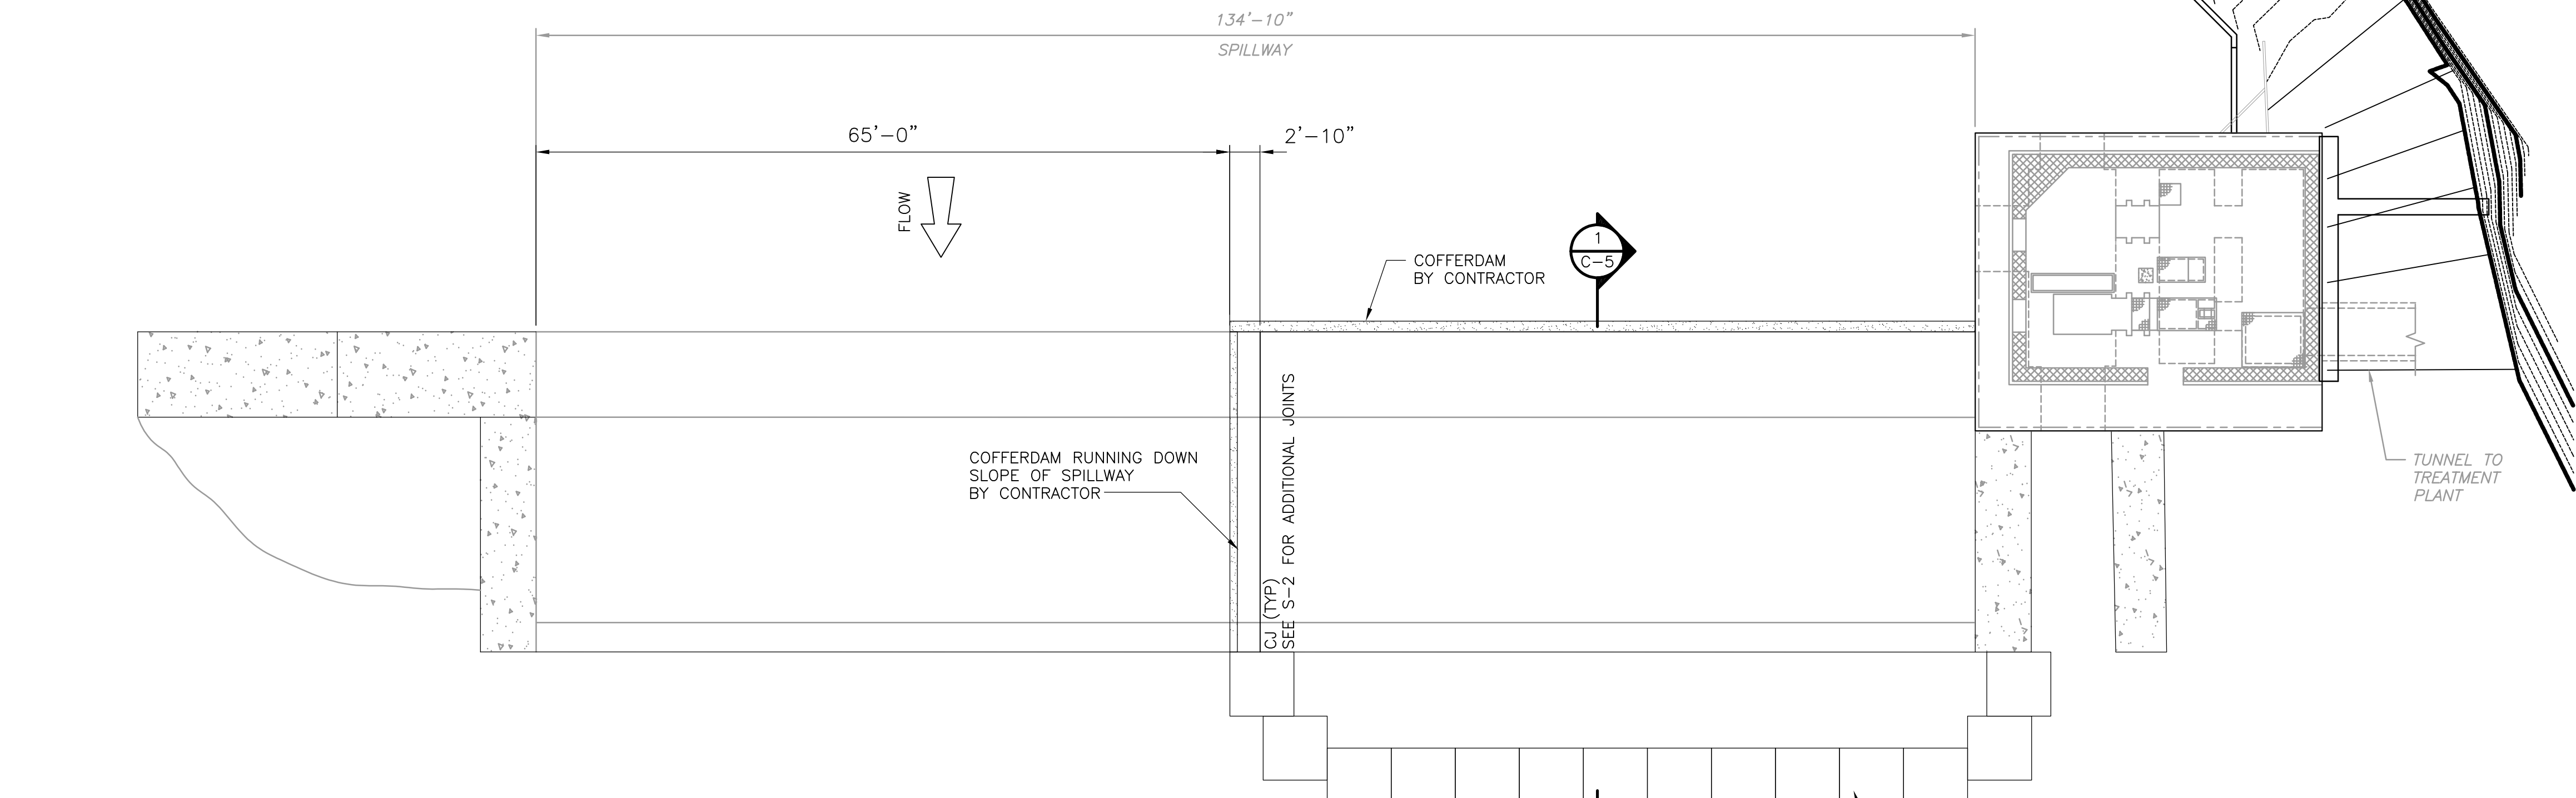 134'-10"
SPILLWAY
65'-0"
2'-10"
FLOW
1
C-5
COFFERDAM
BY CONTRACTOR
COFFERDAM RUNNING DOWN
SLOPE OF SPILLWAY
BY CONTRACTOR
CJ (TYP)
SEE S-2 FOR ADDITIONAL JOINTS
TUNNEL TO
TREATMENT
PLANT